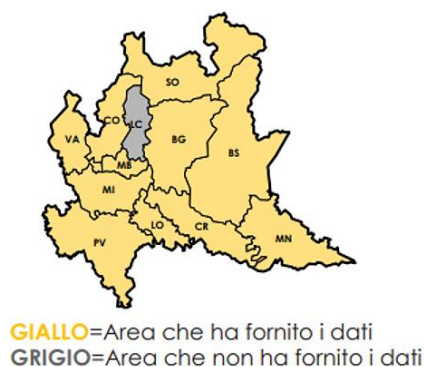 SO
CO
LC
VA
BG
BS
MB
MI
LO
CR
PV
MN
GIALLO=Area che ha fornito i dati
GRIGIO=Area che non ha fornito i dati